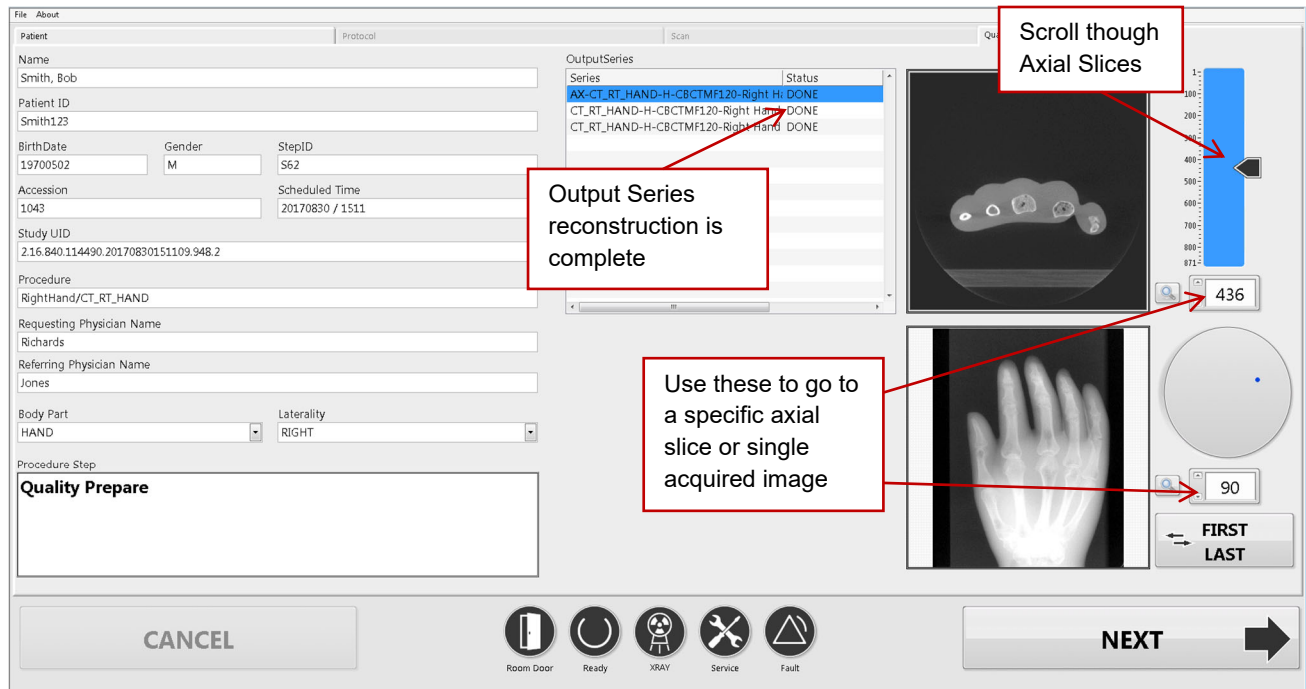 File About
Patient
Protocol
Scan
Qua
Name
Smith, Bob
Patient ID
Smith123
BirthDate Gender StepID
19700502 M S62
Accession Scheduled Time
1043 20170830 / 1511
Study UID
2.16.840.114490.20170830151109.948.2
Procedure
RightHand/CT_RT_HAND
Requesting Physician Name
Richards
Referring Physician Name
Jones
Body Part Laterality
HAND RIGHT
Procedure Step
Quality Prepare
OutputSeries
Series Status
AX-CT_RT_HAND-H-CBCTMF120-Right Ha DONE
CT_RT_HAND-H-CBCTMF120-Right Hand DONE
CT_RT_HAND-H-CBCTMF120-Right Hand DONE
Output Series
reconstruction is
complete
Scroll though
Axial Slices
1
100
200
300
400
500
600
700
800
871
436
Use these to go to
a specific axial
slice or single
acquired image
90
FIRST
LAST
CANCEL
Room Door Ready XRAY Service Fault
NEXT